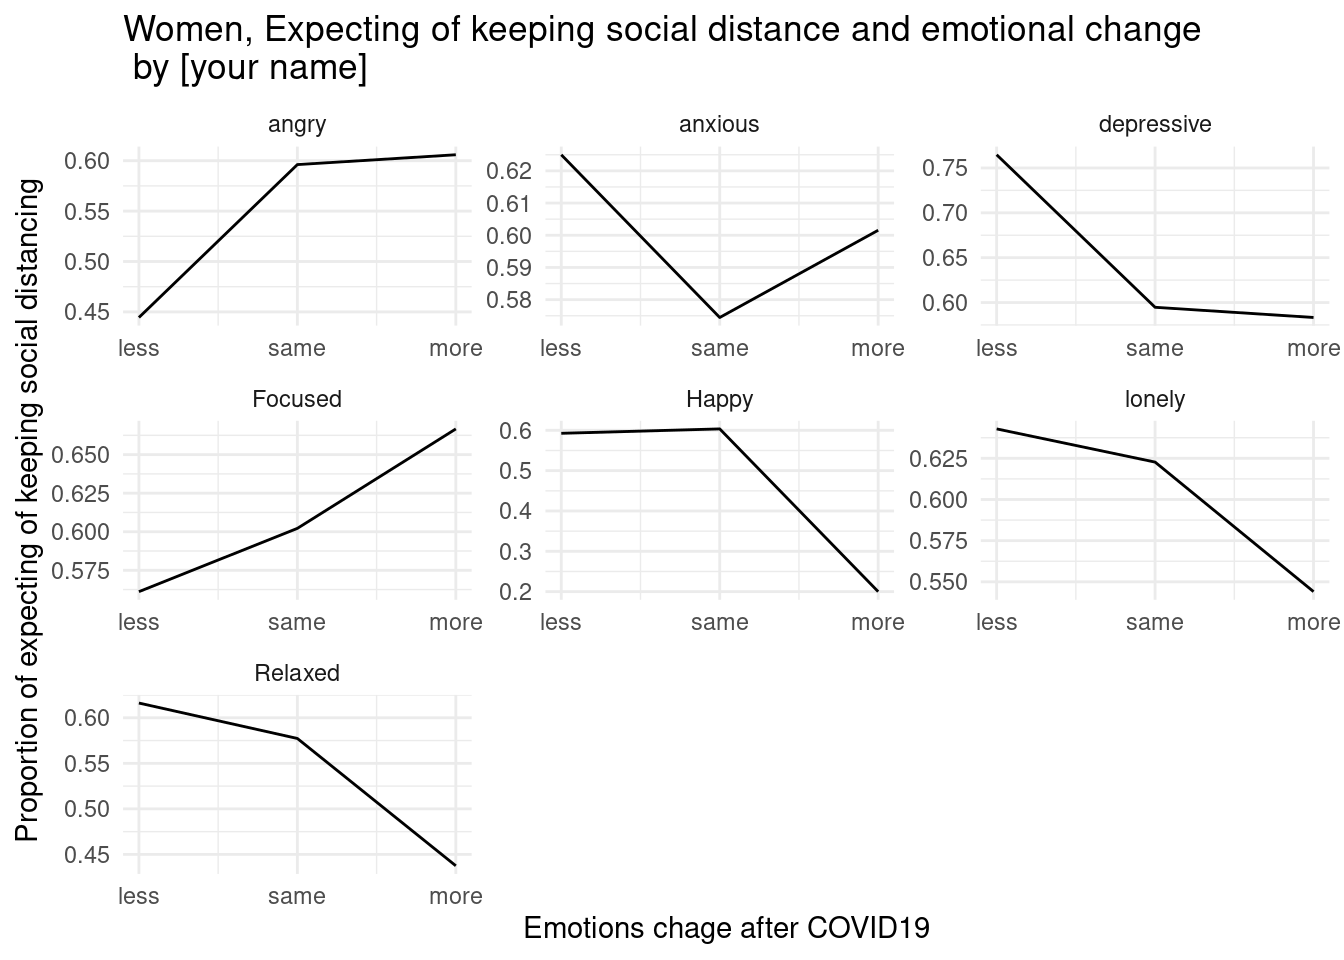 Women, Expecting of keeping social distance and emotional change
by [your name]
Proportion of expecting of keeping social distancing
angry
0.60
0.55
0.50
0.45
less same more
anxious
0.62
0.61
0.60
0.59
0.58
less same more
depressive
0.75
0.70
0.65
0.60
less same more
Focused
0.650
0.625
0.600
0.575
less same more
Happy
0.6
0.5
0.4
0.3
0.2
less same more
lonely
0.625
0.600
0.575
0.550
less same more
Relaxed
0.60
0.55
0.50
0.45
less same more
Emotions chage after COVID19